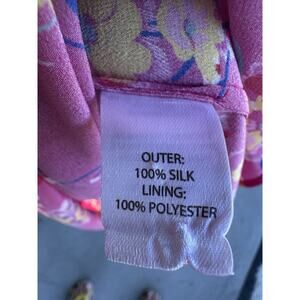 OUTER:
100% SILK
LINING:
100% POLYESTER